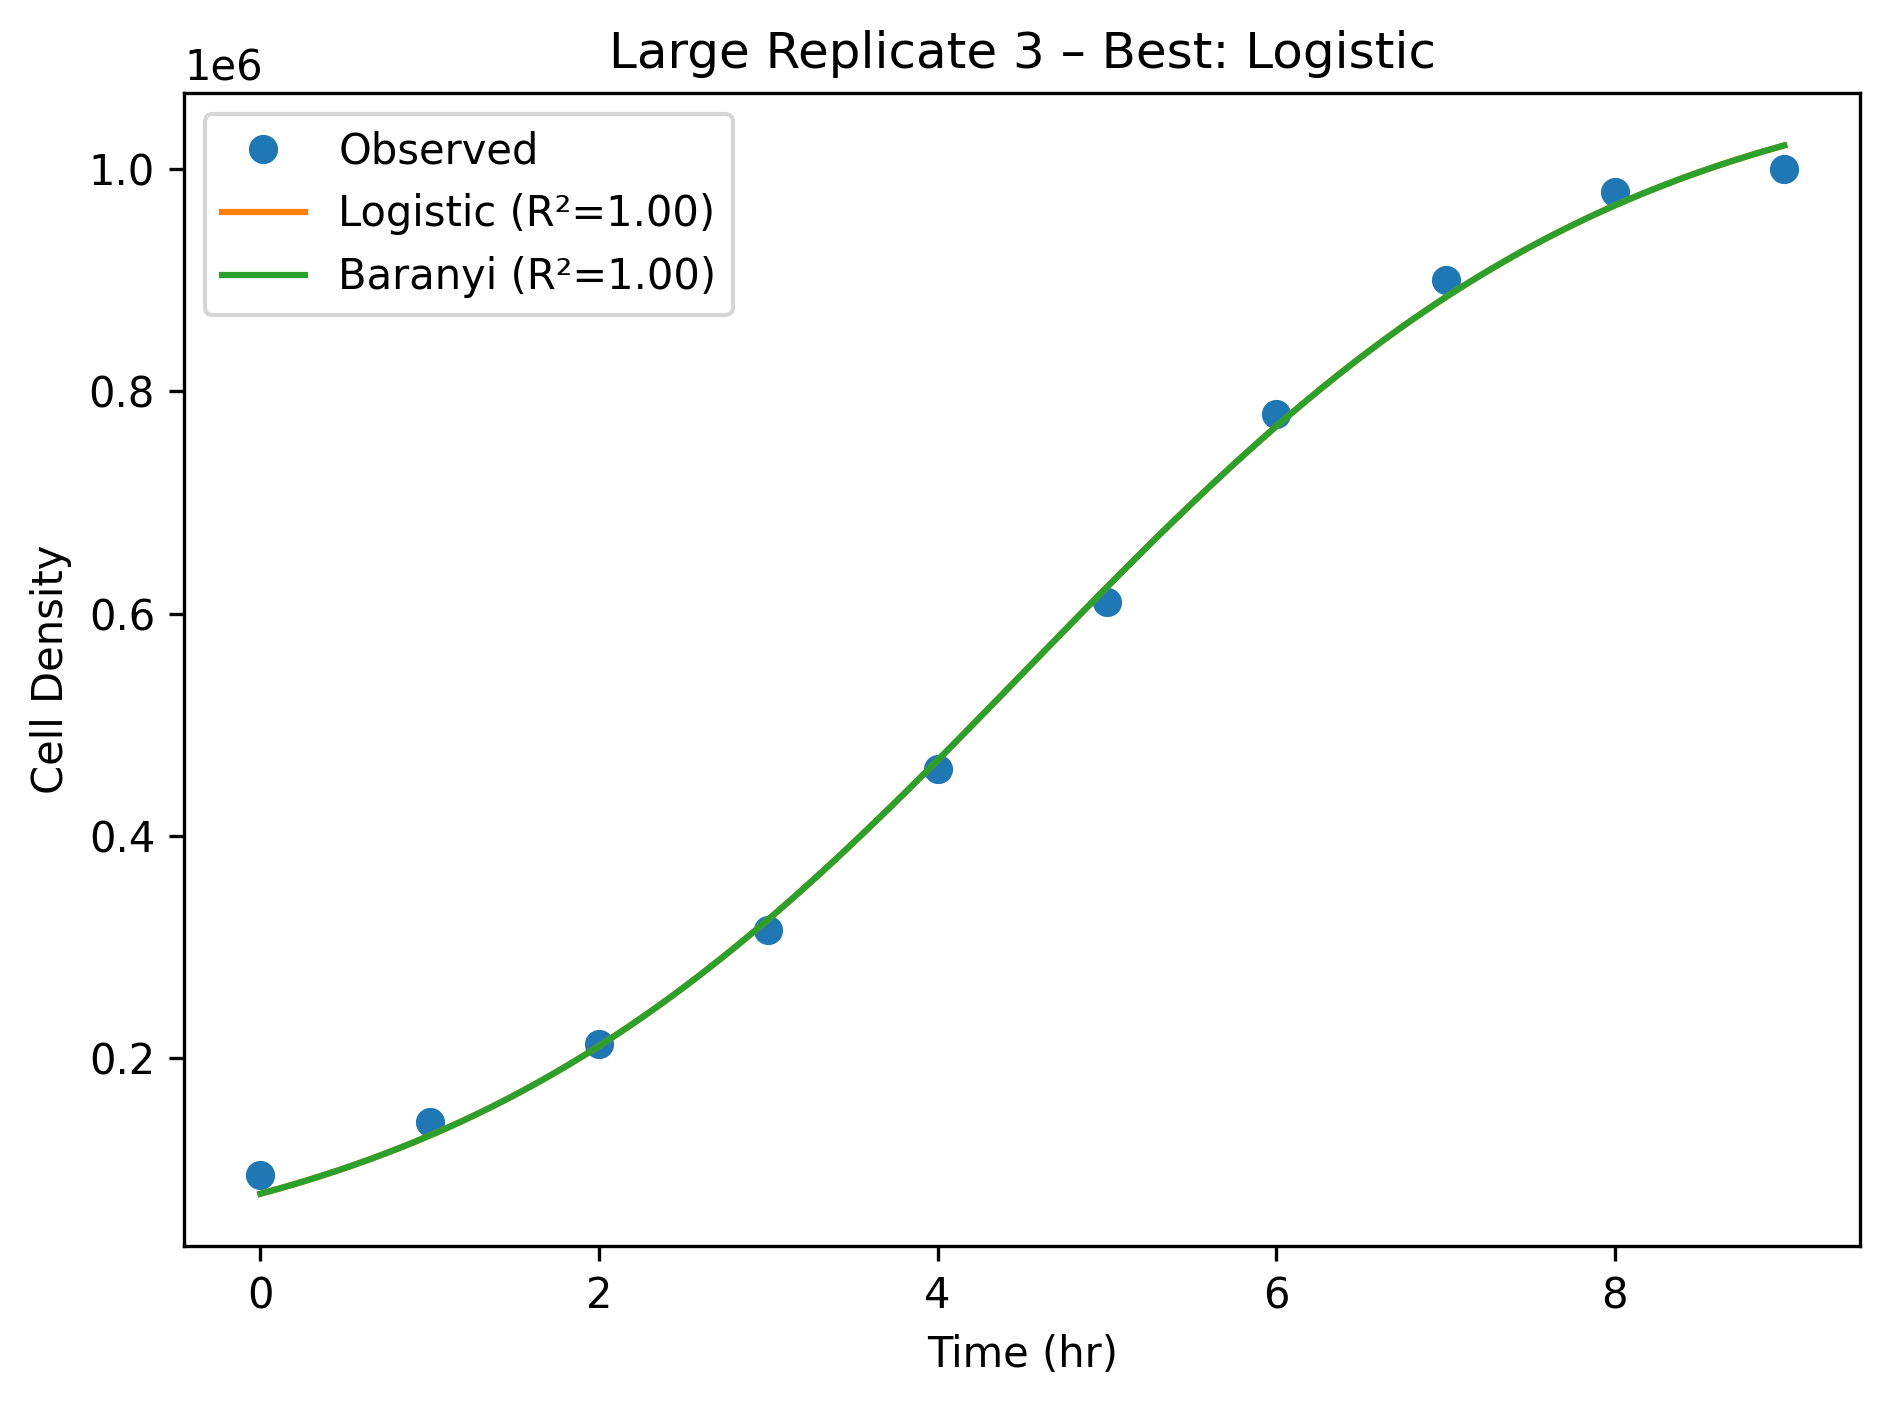 Large Replicate 3 – Best: Logistic
1e6
Observed
Logistic (R²=1.00)
Baranyi (R²=1.00)
1.0
0.8
0.6
0.4
0.2
Cell Density
0 2 4 6 8
Time (hr)